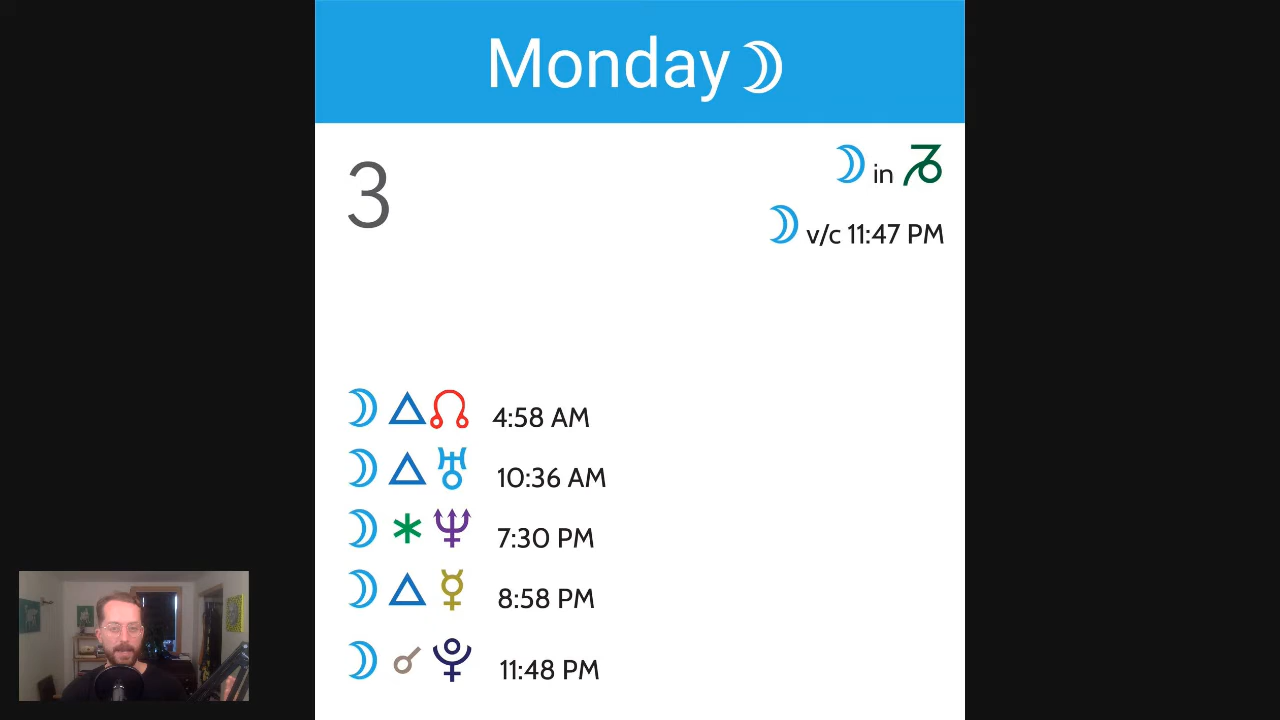 Monday☽
3
☽ in ♑
☽ v/c 11:47 PM
☽ △ ☊ 4:58 AM
☽ △ ♅ 10:36 AM
☽ ⚹ ♆ 7:30 PM
☽ △ ☿ 8:58 PM
☽ ☌ ♇ 11:48 PM